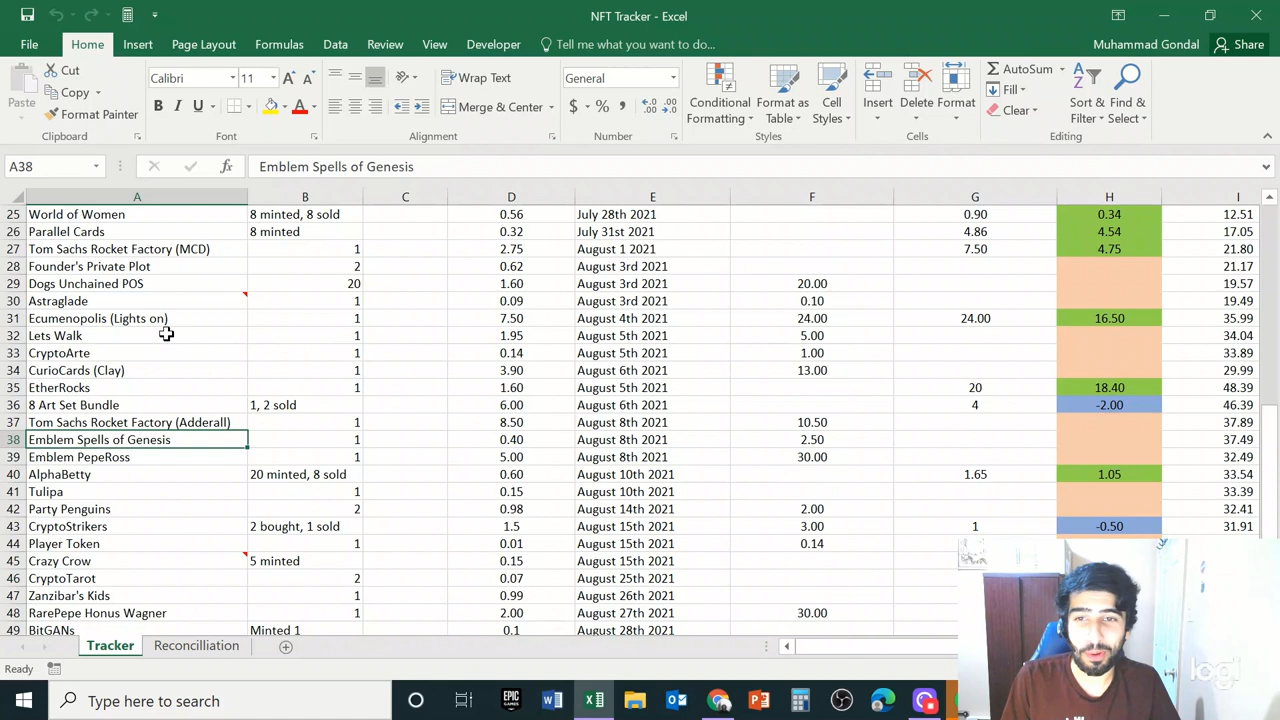 NFT Tracker - Excel
File Home Insert Page Layout Formulas Data Review View Developer Tell me what you want to do... Muhammad Gondal Share
Paste Cut Copy Format Painter
Calibri 11 A A Wrap Text General Conditional Formatting Format as Table Cell Styles Insert Delete Format AutoSum Fill Clear Sort & Filter Find & Select
B I U A Merge & Center $ %
Clipboard Font Alignment Number Styles Cells Editing
A38 fx Emblem Spells of Genesis
A B C D E F G H I
25 World of Women 8 minted, 8 sold 0.56 July 28th 2021 0.90 0.34 12.51
26 Parallel Cards 8 minted 0.32 July 31st 2021 4.86 4.54 17.05
27 Tom Sachs Rocket Factory (MCD) 1 2.75 August 1 2021 7.50 4.75 21.80
28 Founder's Private Plot 2 0.62 August 3rd 2021 21.17
29 Dogs Unchained POS 20 1.60 August 3rd 2021 20.00 19.57
30 Astraglade 1 0.09 August 3rd 2021 0.10 19.49
31 Ecumenopolis (Lights on) 1 7.50 August 4th 2021 24.00 24.00 16.50 35.99
32 Lets Walk 1 1.95 August 5th 2021 5.00 34.04
33 CryptoArte 1 0.14 August 5th 2021 1.00 33.89
34 CurioCards (Clay) 1 3.90 August 6th 2021 13.00 29.99
35 EtherRocks 1 1.60 August 5th 2021 20 18.40 48.39
36 8 Art Set Bundle 1, 2 sold 6.00 August 6th 2021 4 -2.00 46.39
37 Tom Sachs Rocket Factory (Adderall) 1 8.50 August 8th 2021 10.50 37.89
38 Emblem Spells of Genesis 1 0.40 August 8th 2021 2.50 37.49
39 Emblem PepeRoss 1 5.00 August 8th 2021 30.00 32.49
40 AlphaBetty 20 minted, 8 sold 0.60 August 10th 2021 1.65 1.05 33.54
41 Tulipa 1 0.15 August 10th 2021 33.39
42 Party Penguins 2 0.98 August 14th 2021 2.00 32.41
43 CryptoStrikers 2 bought, 1 sold 1.5 August 15th 2021 3.00 1 -0.50 31.91
44 Player Token 1 0.01 August 15th 2021 0.14
45 Crazy Crow 5 minted 0.15 August 15th 2021
46 CryptoTarot 2 0.07 August 25th 2021
47 Zanzibar's Kids 1 0.99 August 26th 2021
48 RarePepe Honus Wagner 1 2.00 August 27th 2021 30.00
49 BitGANs Minted 1 0.1 August 28th 2021
Tracker Reconcilliation
Ready
Type here to search EPIC GAMES
logi